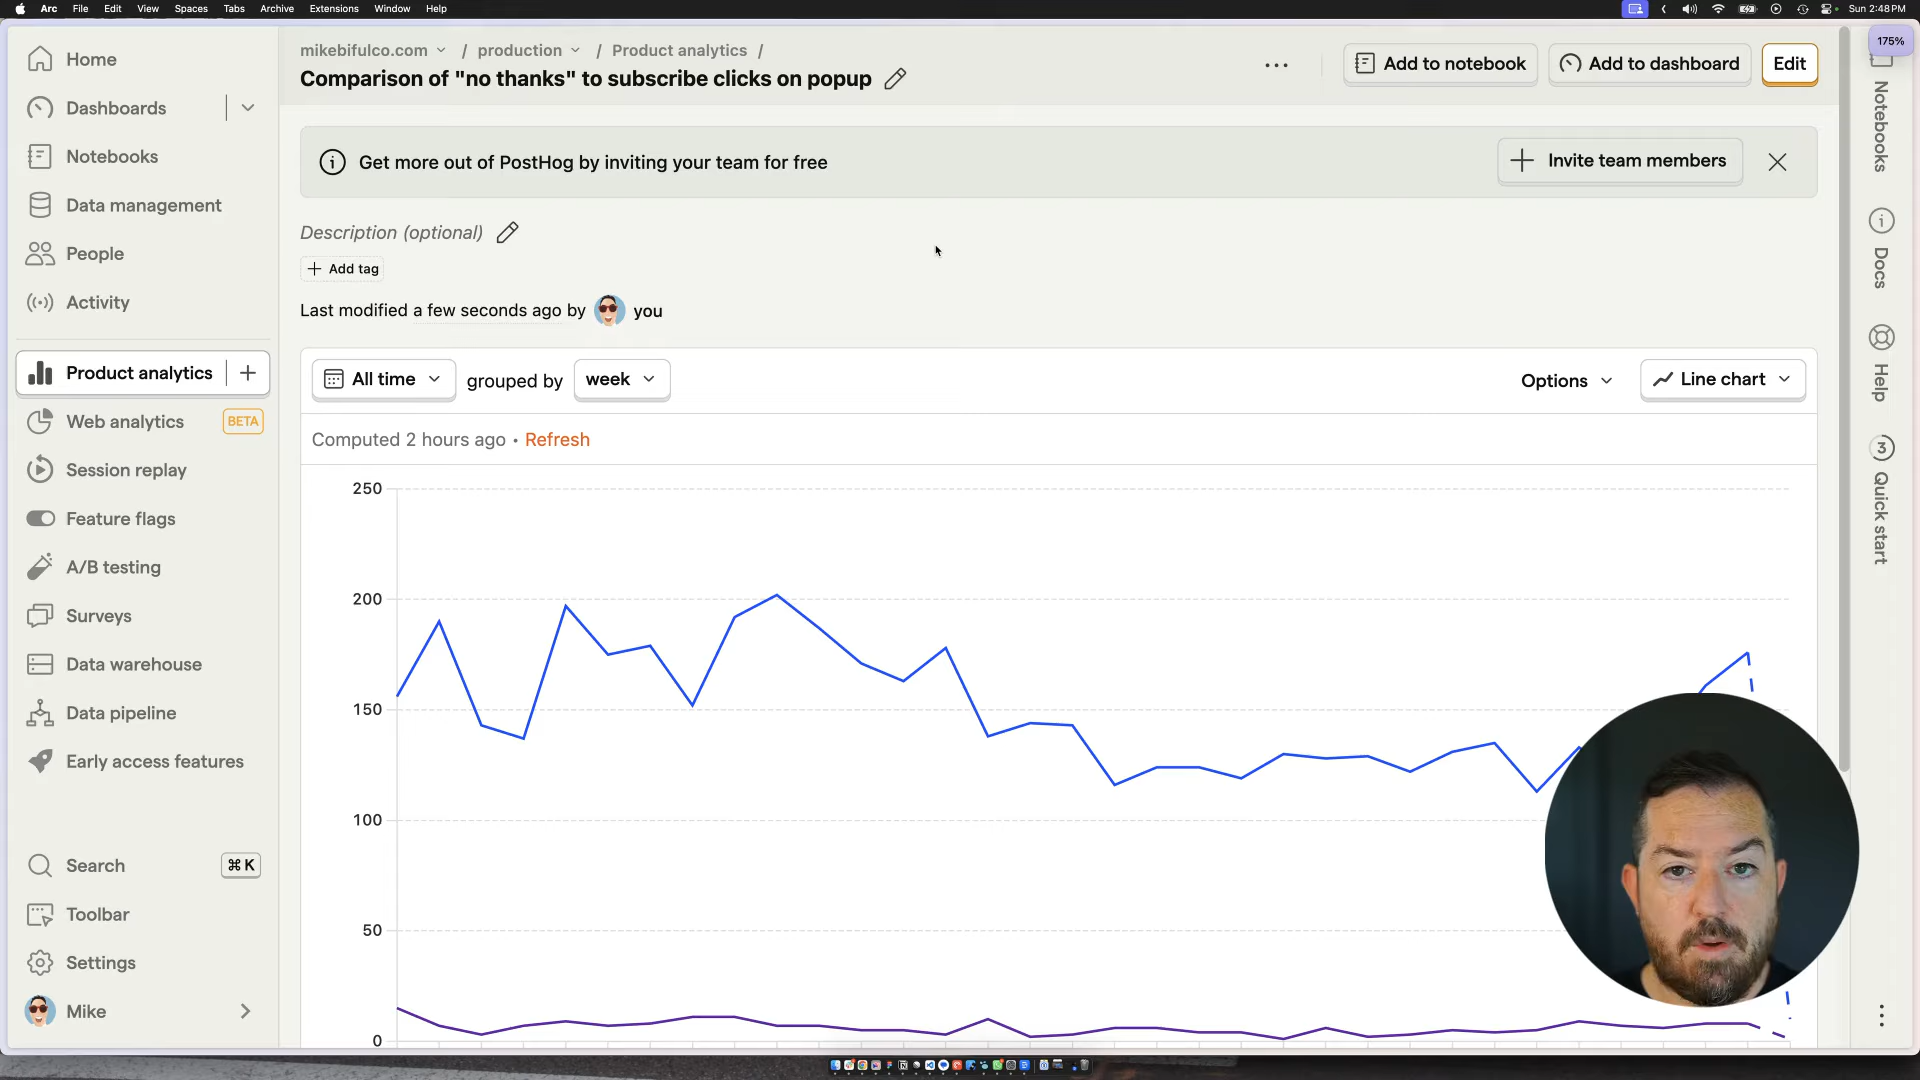 Arc File Edit View Spaces Tabs Archive Extensions Window Help
Sun 2:48 PM
175%
Home
Dashboards
Notebooks
Data management
People
Activity
Product analytics
Web analytics BETA
Session replay
Feature flags
A/B testing
Surveys
Data warehouse
Data pipeline
Early access features
Search ⌘ K
Toolbar
Settings
Mike
mikebifulco.com / production / Product analytics /
Comparison of "no thanks" to subscribe clicks on popup
Add to notebook
Add to dashboard
Edit
Get more out of PostHog by inviting your team for free
Invite team members
Description (optional)
Add tag
Last modified a few seconds ago by you
All time grouped by week
Options
Line chart
Computed 2 hours ago • Refresh
250
200
150
100
50
0
Notebooks
Docs
Help
3
Quick start